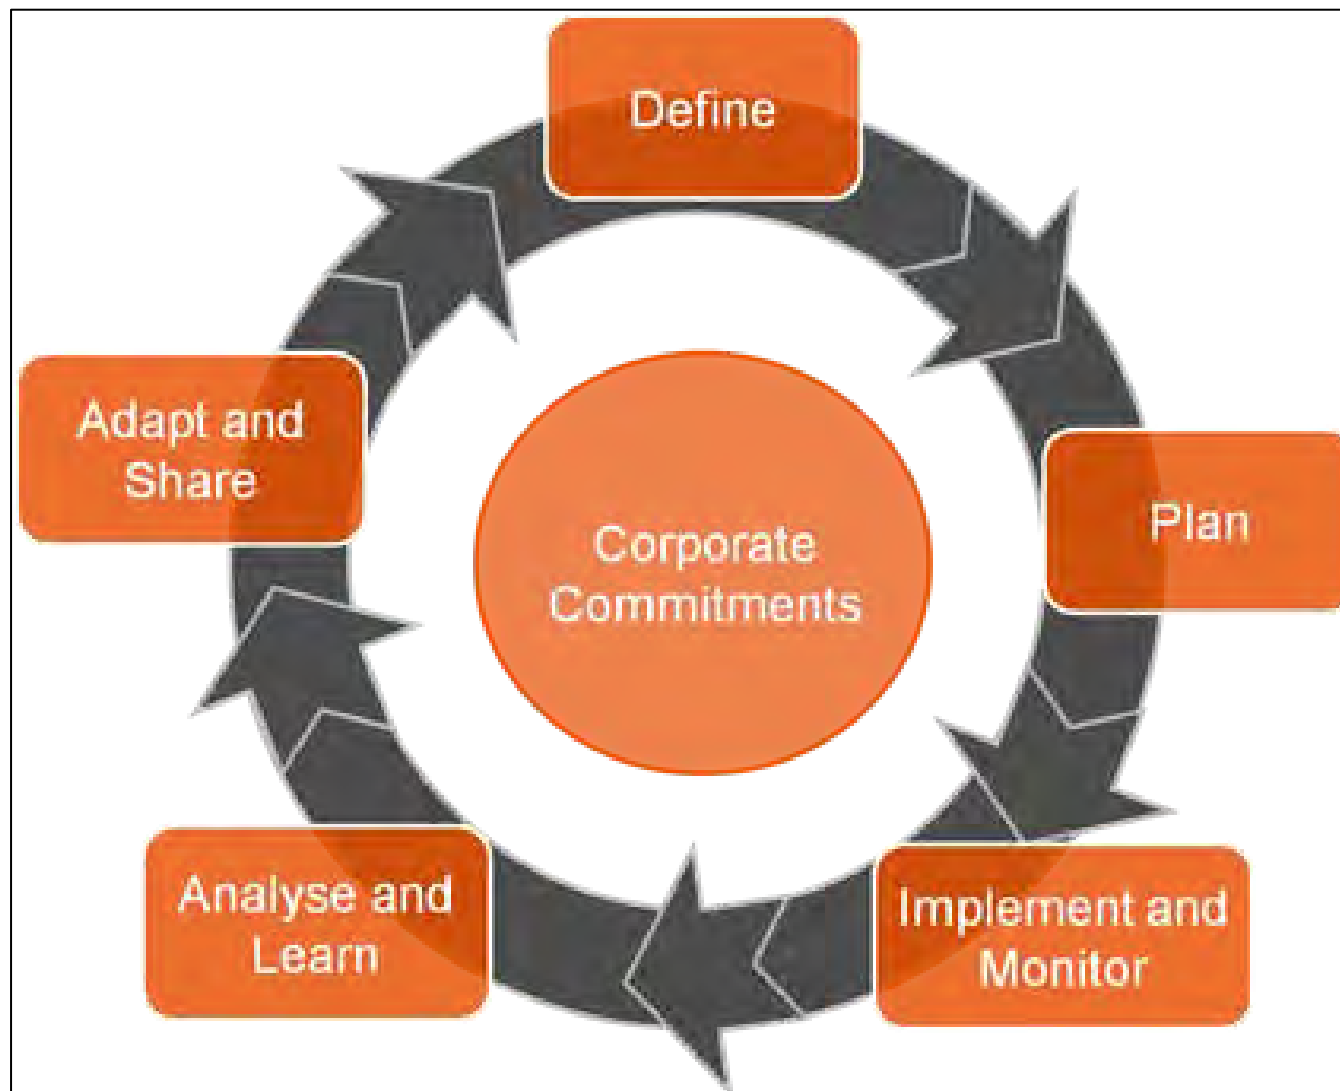 Define
Plan
Implement and
Monitor
Analyse and
Learn
Adapt and
Share
Corporate
Commitments